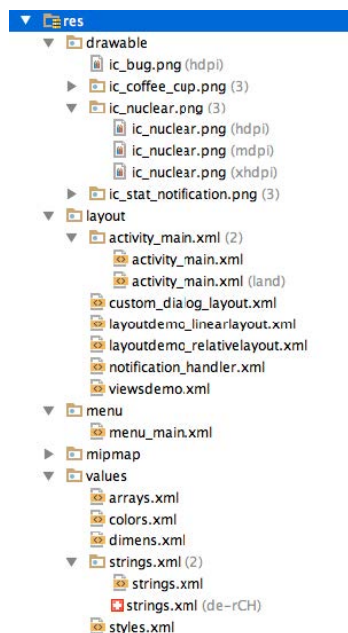 res
drawable
ic_bug.png (hdpi)
ic_coffee_cup.png (3)
ic_nuclear.png (3)
ic_nuclear.png (hdpi)
ic_nuclear.png (mdpi)
ic_nuclear.png (xhdpi)
ic_stat_notification.png (3)
layout
activity_main.xml (2)
activity_main.xml
activity_main.xml (land)
custom_dialog_layout.xml
layoutdemo_linearlayout.xml
layoutdemo_relativelayout.xml
notification_handler.xml
viewsdemo.xml
menu
menu_main.xml
mipmap
values
arrays.xml
colors.xml
dimens.xml
strings.xml (2)
strings.xml
strings.xml (de-rCH)
styles.xml